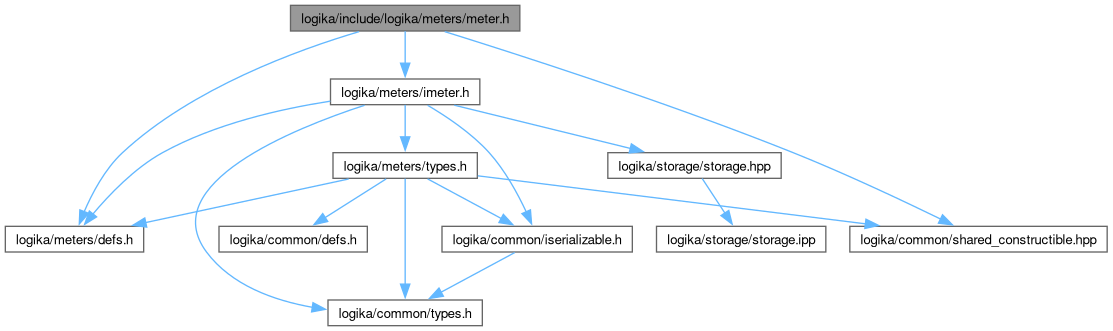 logika/include/logika/meters/meter.h
logika/meters/imeter.h
logika/meters/types.h
logika/storage/storage.hpp
logika/meters/defs.h
logika/common/defs.h
logika/common/iserializable.h
logika/storage/storage.ipp
logika/common/shared_constructible.hpp
logika/common/types.h